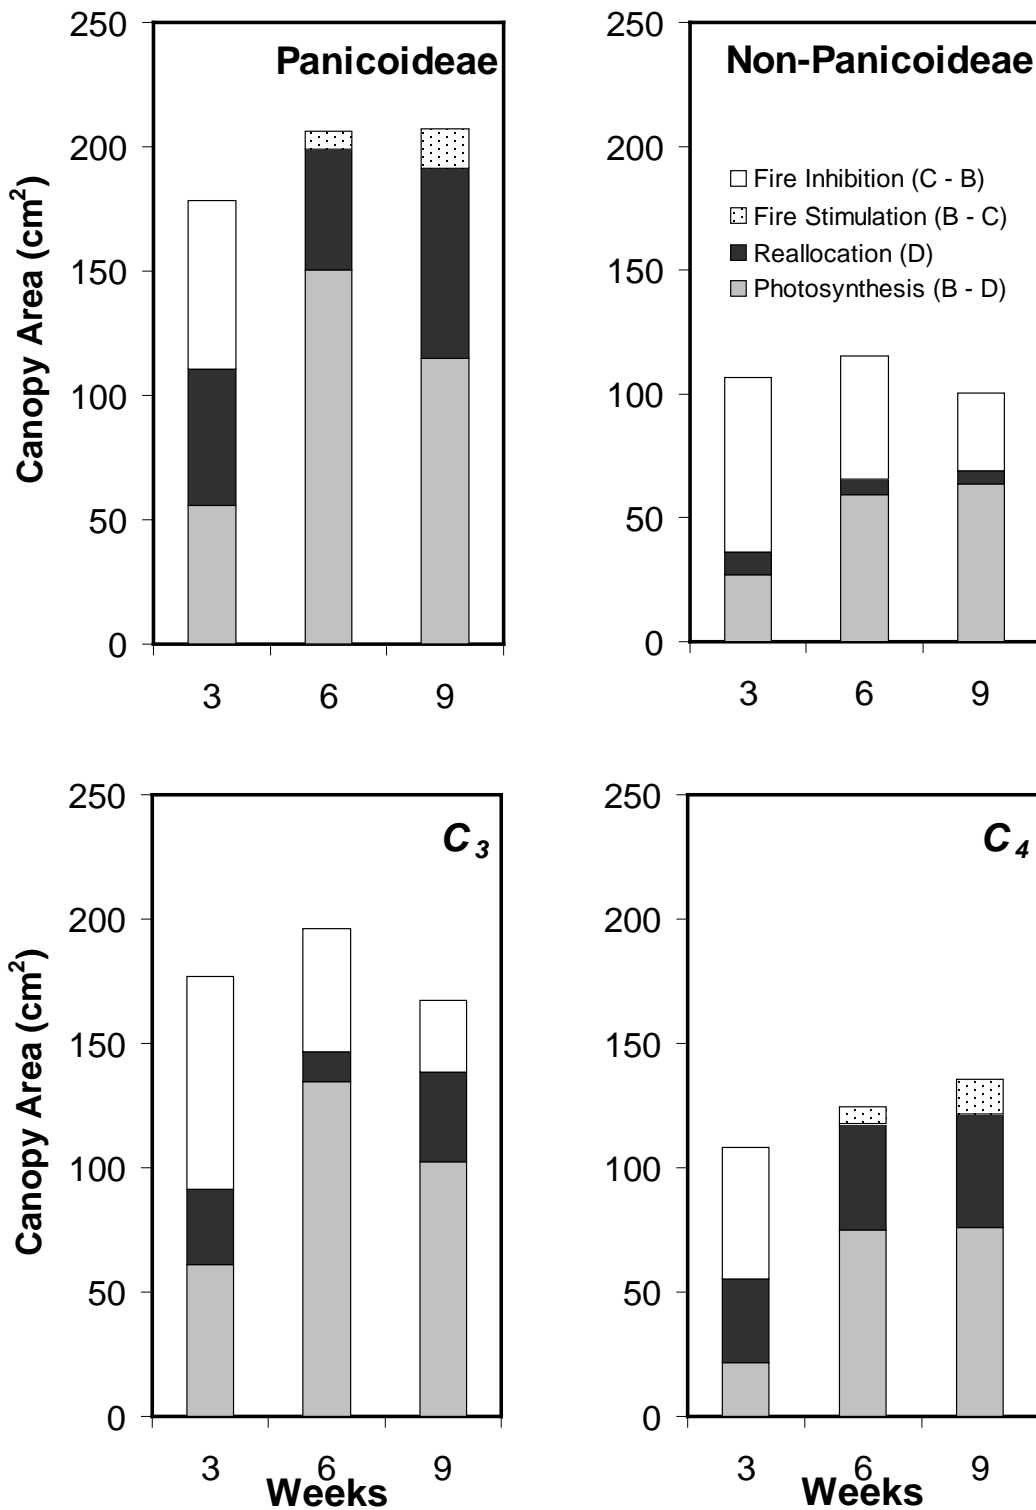 Panicoideae
250
200
150
100
50
0
Canopy Area (cm²)
3 6 9
Non-Panicoideae
250
200
150
100
50
0
Fire Inhibition (C - B)
Fire Stimulation (B - C)
Reallocation (D)
Photosynthesis (B - D)
3 6 9
C₃
250
200
150
100
50
0
Canopy Area (cm²)
3 6 9
Weeks
C₄
250
200
150
100
50
0
3 6 9
Weeks